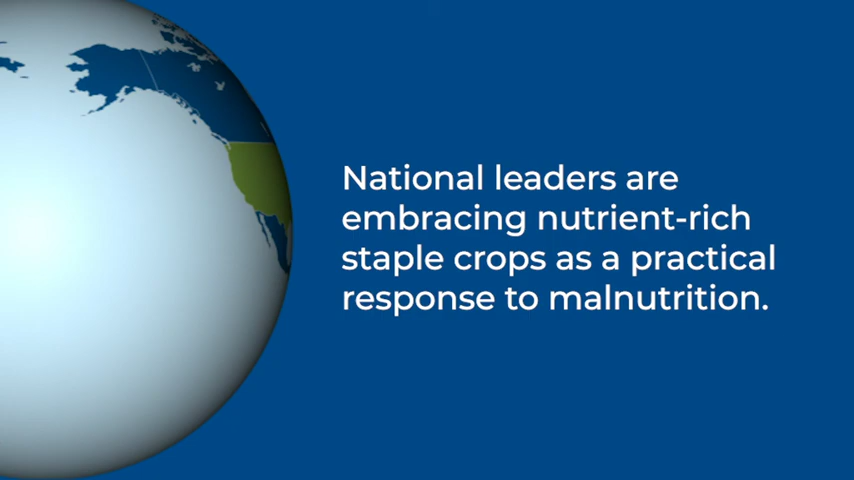 National leaders are
embracing nutrient-rich
staple crops as a practical
response to malnutrition.